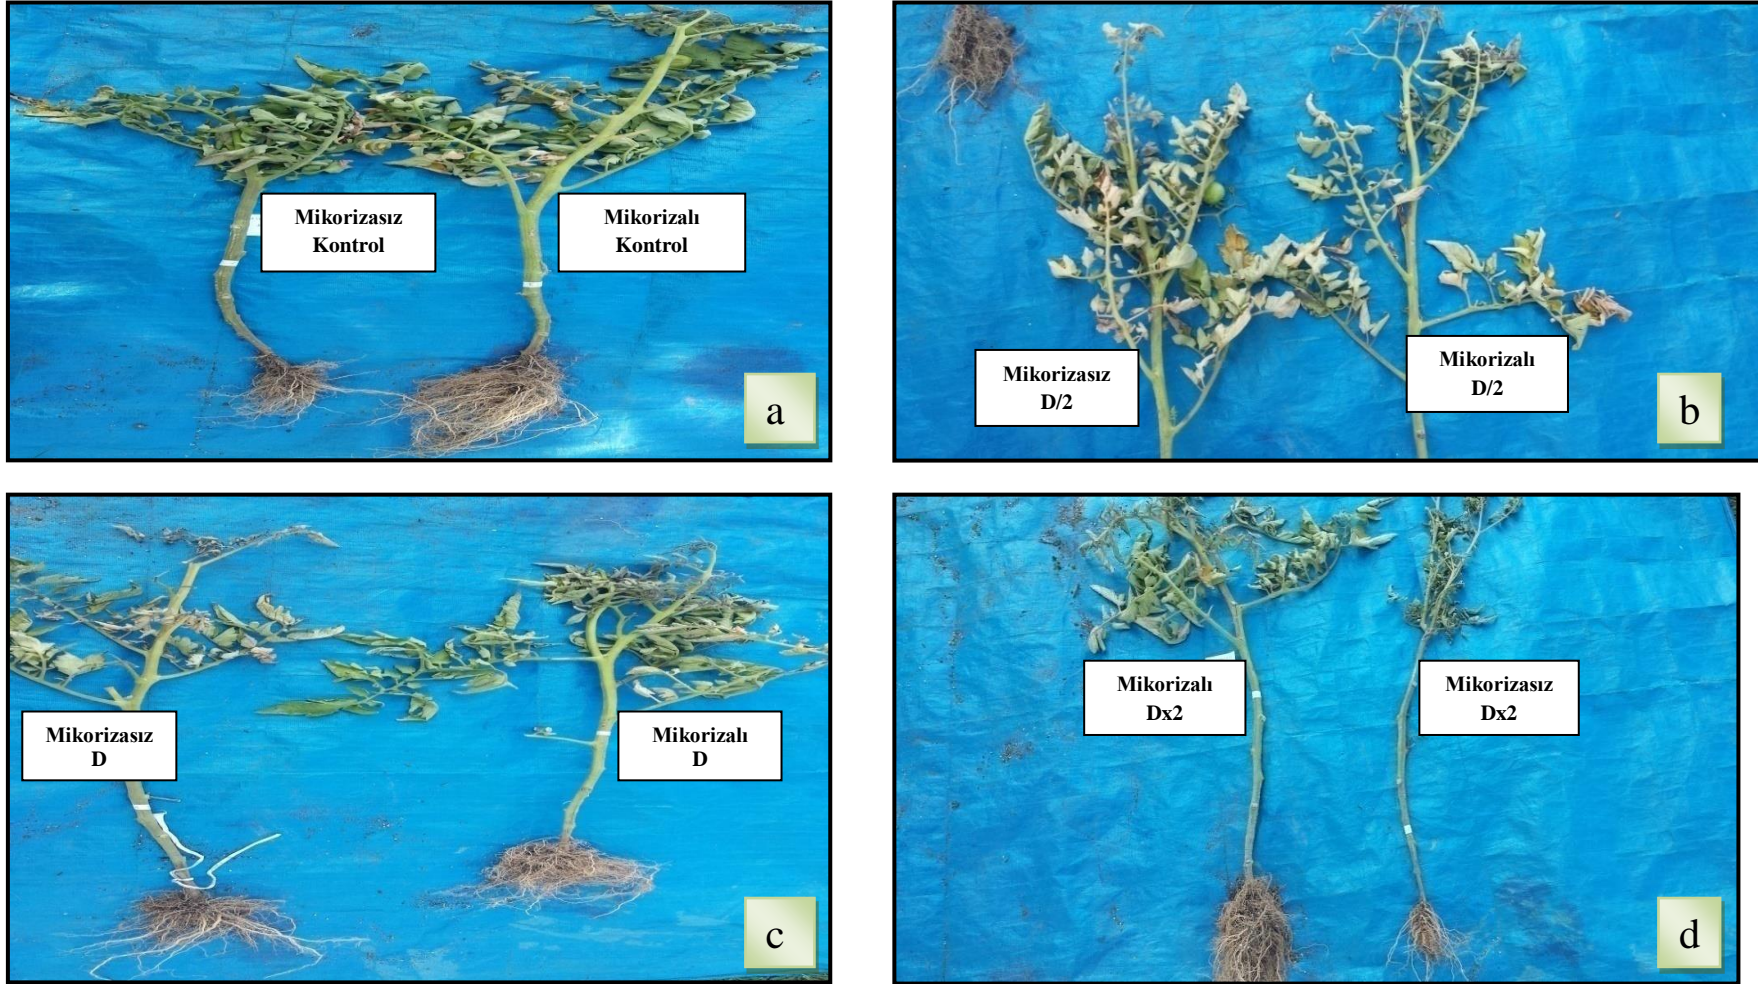 Mikorizasız
Kontrol
Mikorizalı
Kontrol
a
Mikorizasız
D/2
Mikorizalı
D/2
b
Mikorizasız
D
Mikorizalı
D
c
Mikorizalı
Dx2
Mikorizasız
Dx2
d